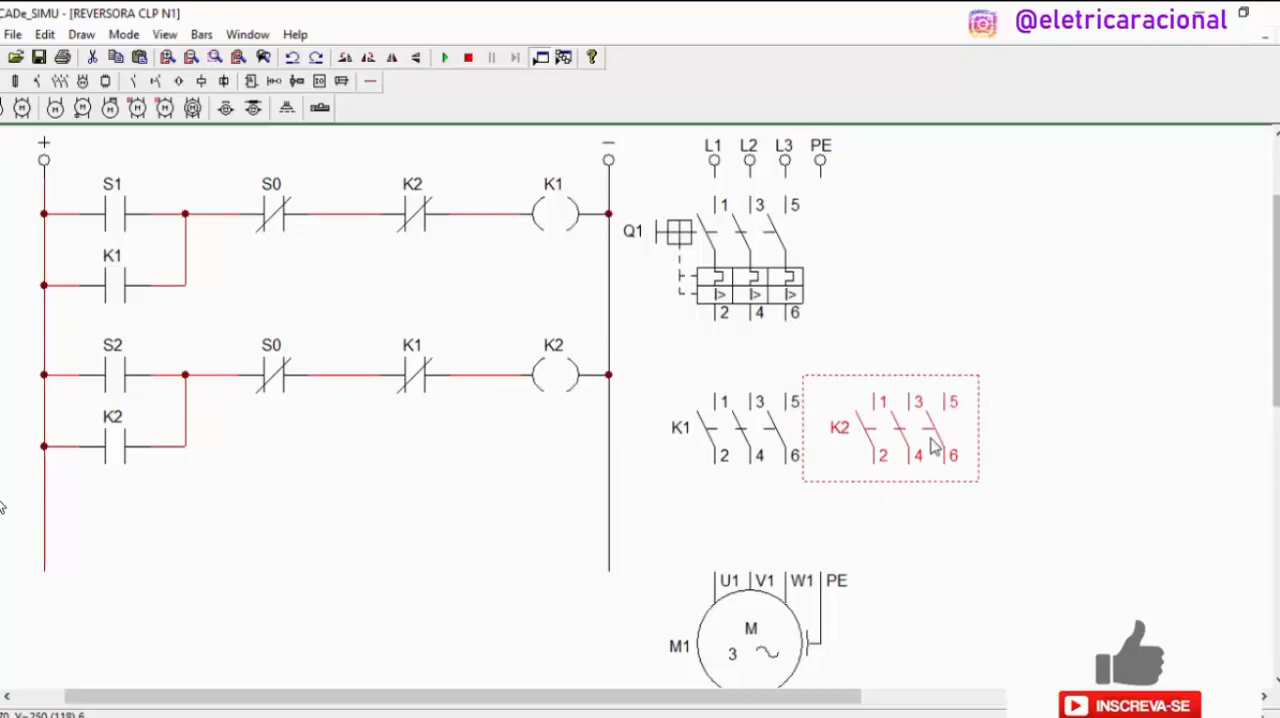 CADe_SIMU - [REVERSORA CLP N1]
@eletricaracional
File Edit Draw Mode View Bars Window Help
+
−
L1 L2 L3 PE
S1 S0 K2 K1
1 3 5
Q1
K1
2 4 6
S2 S0 K1 K2
K2
1 3 5
K1
2 4 6
1 3 5
K2
2 4 6
U1 V1 W1 PE
M
M1
3
INSCREVA-SE